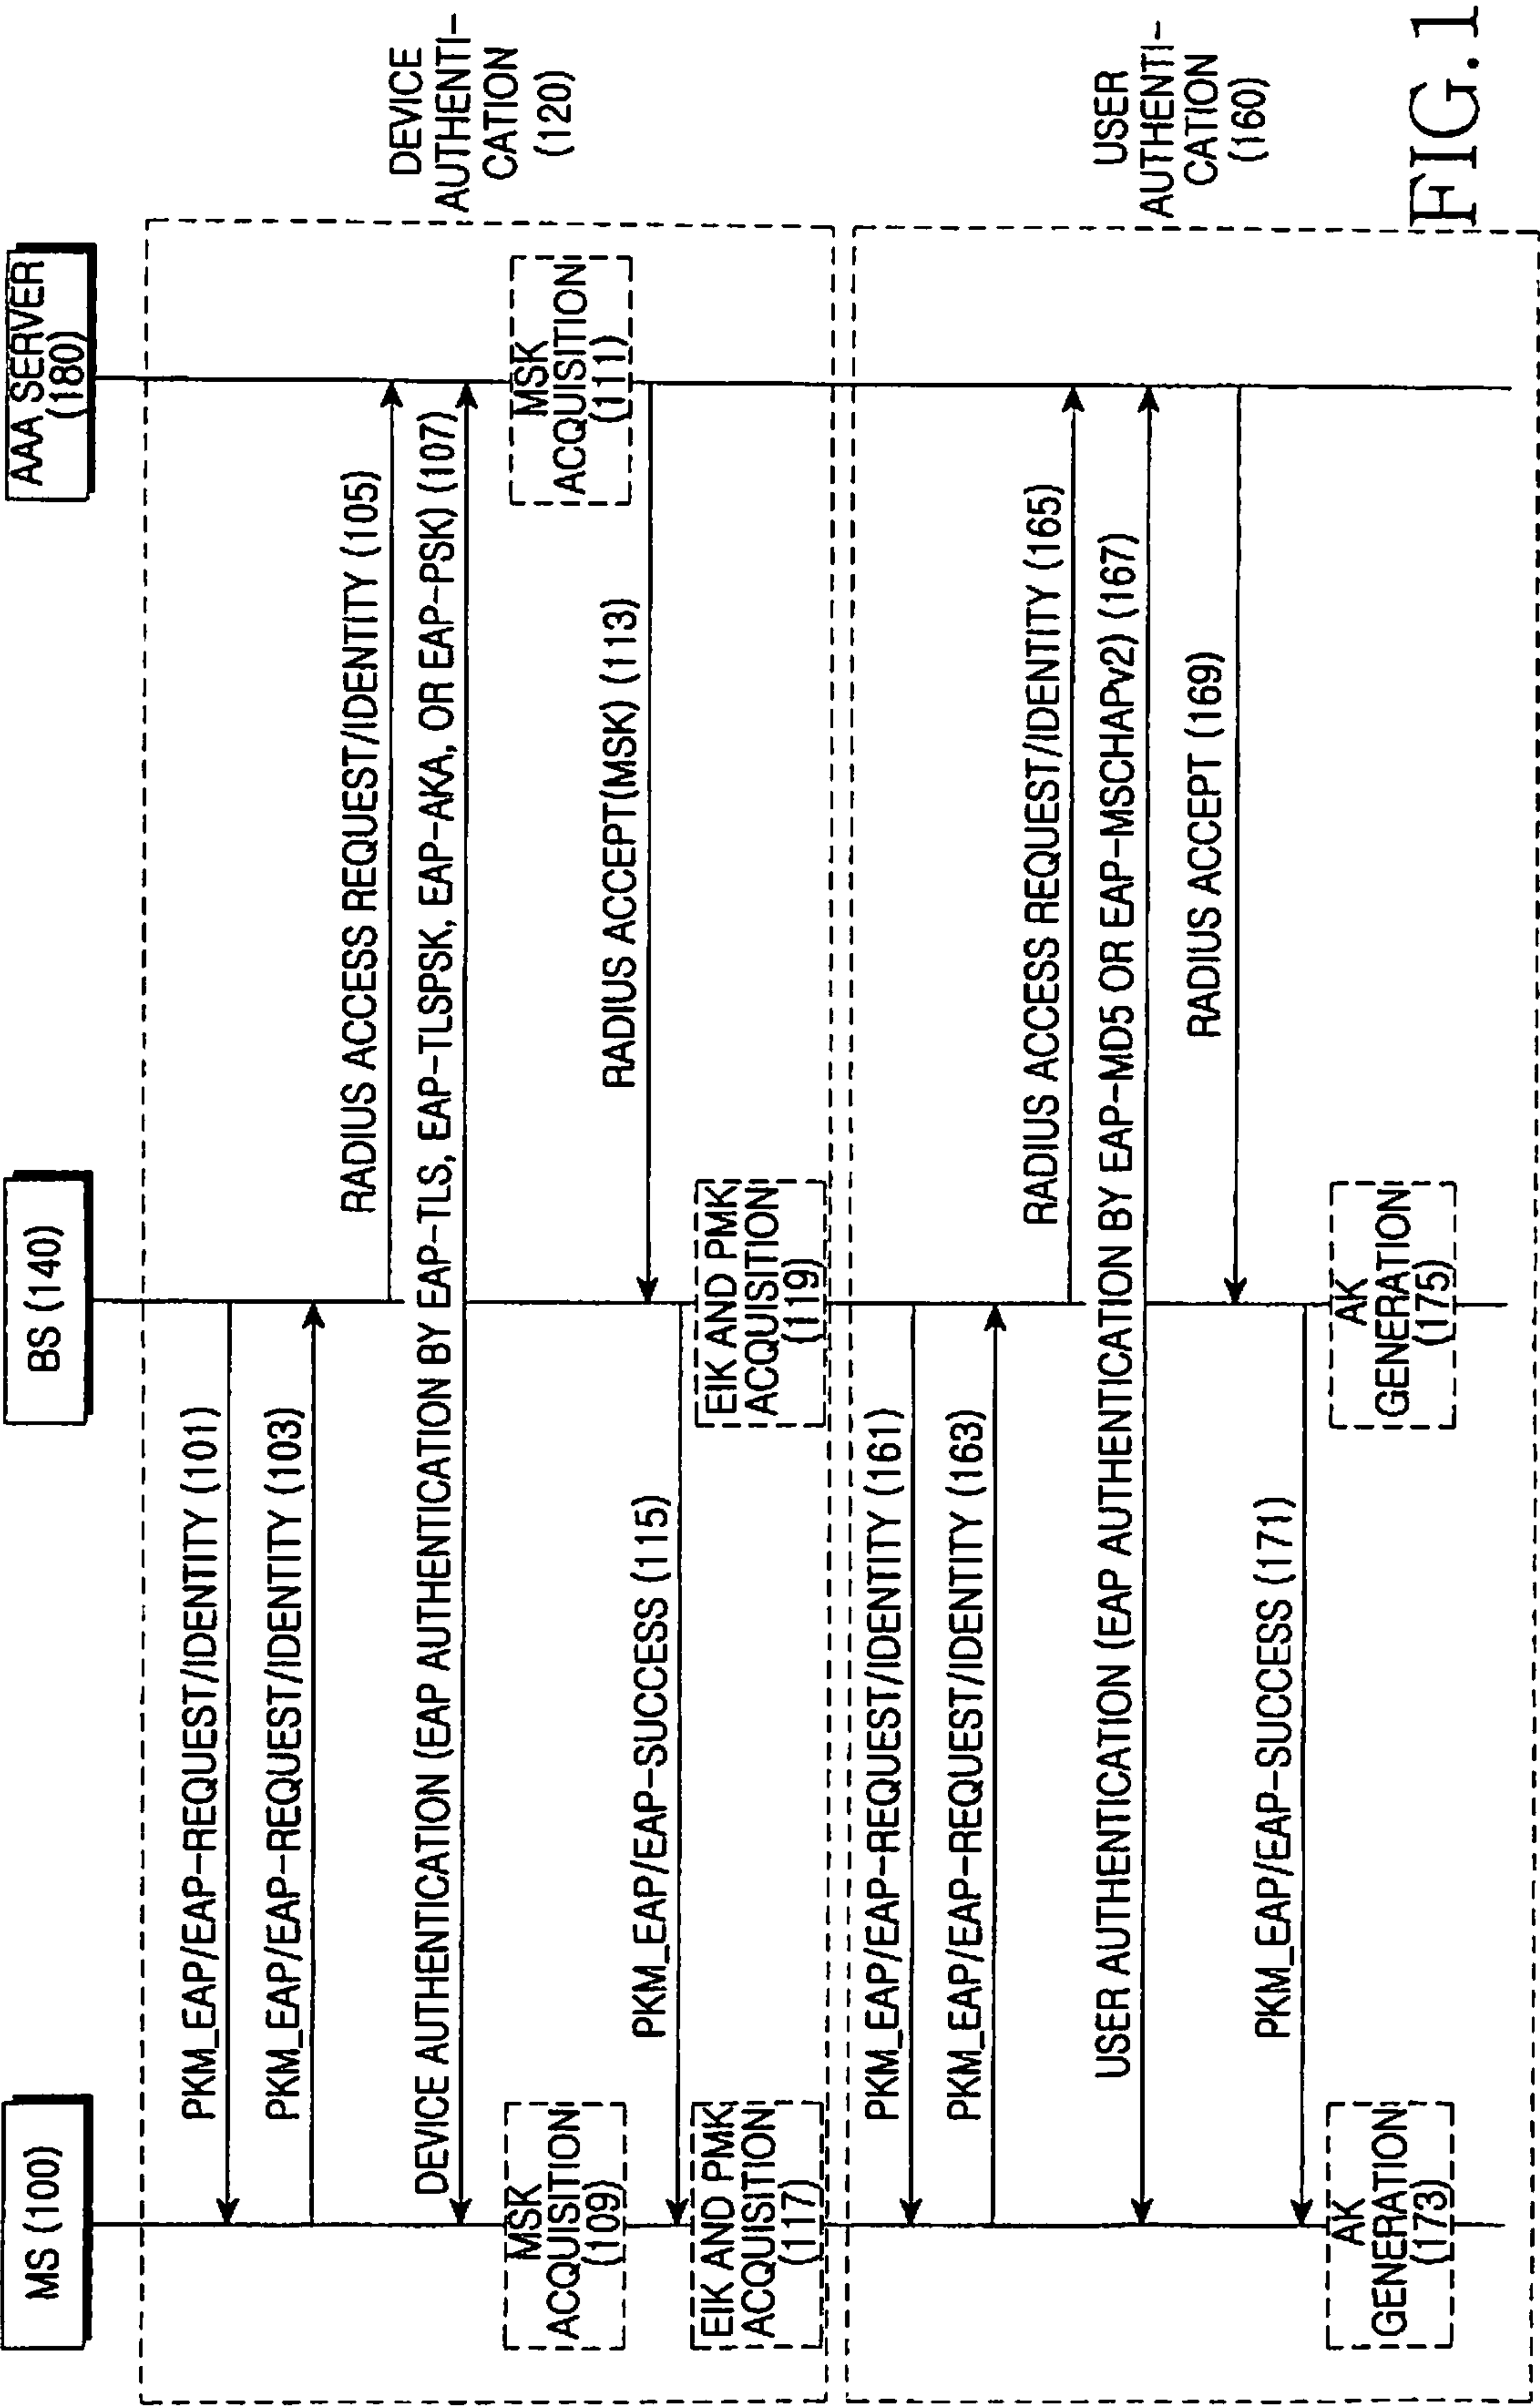 MS (100)
BS (140)
AAA SERVER
(180)
PKM_EAP/EAP-REQUEST/IDENTITY (101)
PKM_EAP/EAP-REQUEST/IDENTITY (103)
RADIUS ACCESS REQUEST/IDENTITY (105)
DEVICE AUTHENTICATION (EAP AUTHENTICATION BY EAP-TLS, EAP-TLSPSK, EAP-AKA, OR EAP-PSK) (107)
DEVICE
AUTHENTI-
CATION
(120)
MSK
ACQUISITION
(109)
MSK
ACQUISITION
(111)
RADIUS ACCEPT(MSK) (113)
PKM_EAP/EAP-SUCCESS (115)
EIK AND PMK
ACQUISITION
(117)
EIK AND PMK
ACQUISITION
(119)
PKM_EAP/EAP-REQUEST/IDENTITY (161)
PKM_EAP/EAP-REQUEST/IDENTITY (163)
RADIUS ACCESS REQUEST/IDENTITY (165)
USER AUTHENTICATION (EAP AUTHENTICATION BY EAP-MD5 OR EAP-MSCHAPv2) (167)
USER
AUTHENTI-
CATION
(160)
RADIUS ACCEPT (169)
PKM_EAP/EAP-SUCCESS (171)
AK
GENERATION
(173)
AK
GENERATION
(175)
FIG.1